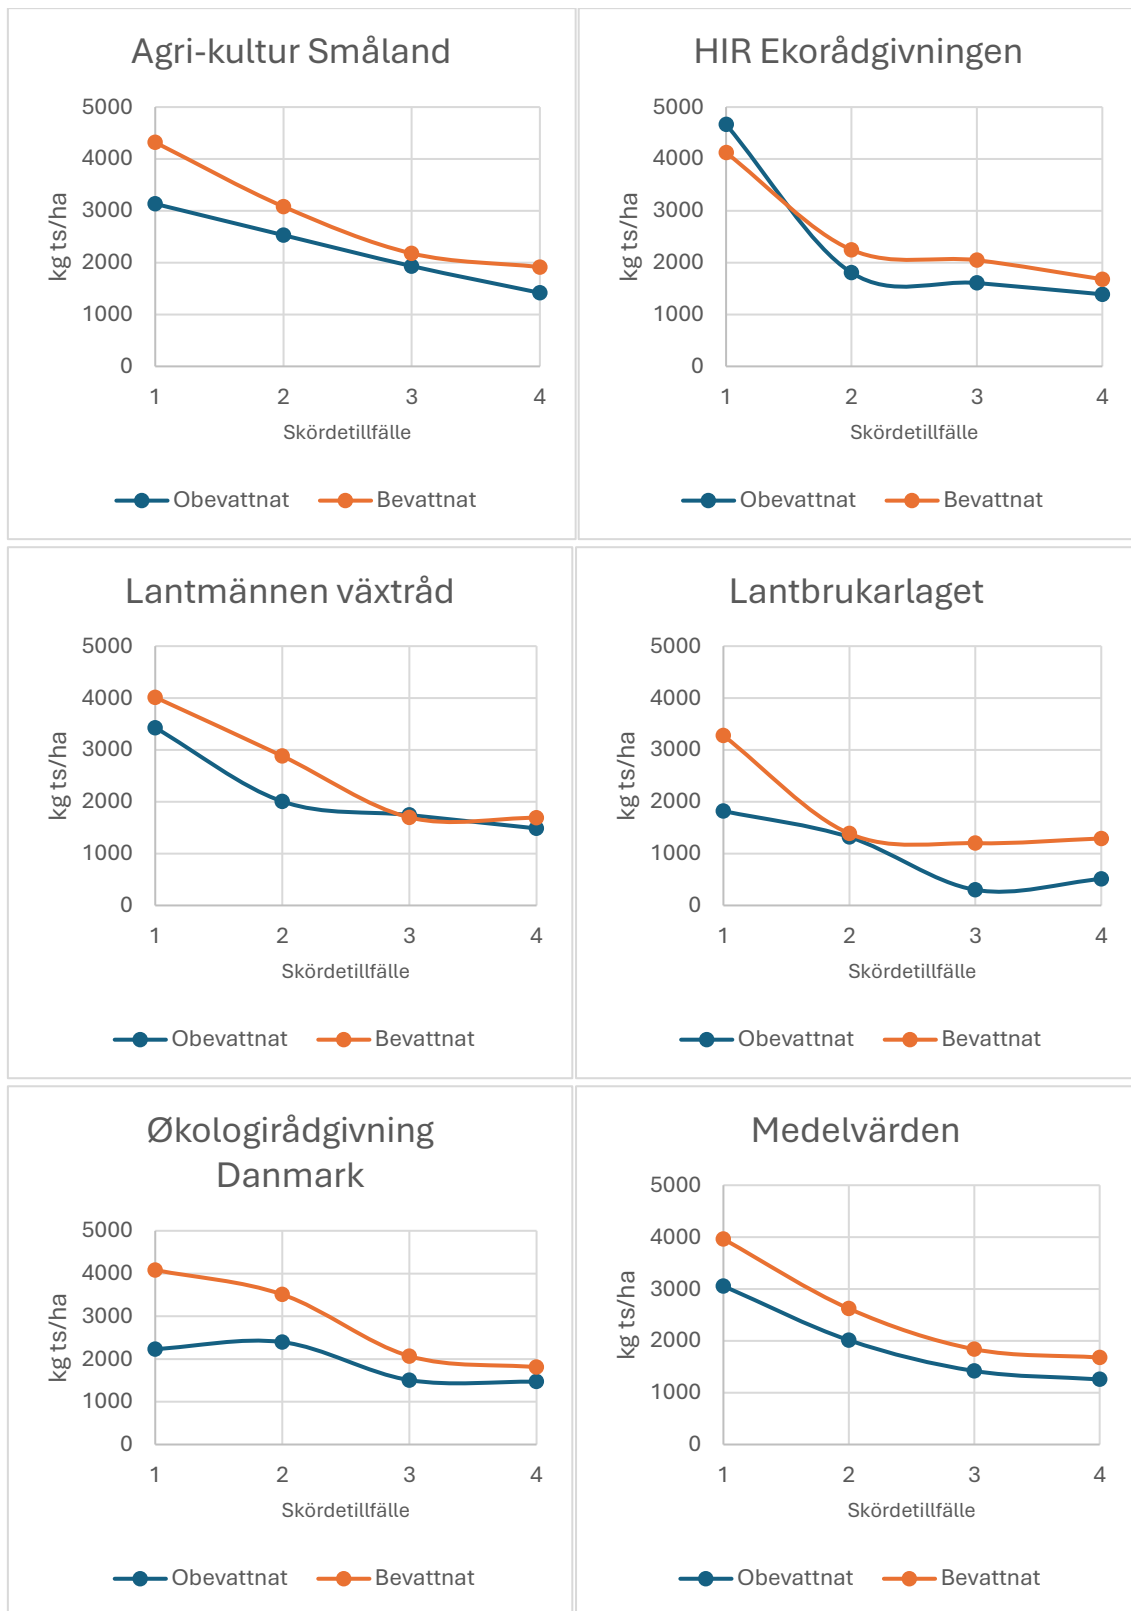 Agri-kultur Småland
5000
4000
3000
2000
1000
0
kg ts/ha
1 2 3 4
Skördetillfälle
Obevattnat Bevattnat
HIR Ekorådgivningen
5000
4000
3000
2000
1000
0
kg ts/ha
1 2 3 4
Skördetillfälle
Obevattnat Bevattnat
Lantmännen växtråd
5000
4000
3000
2000
1000
0
kg ts/ha
1 2 3 4
Skördetillfälle
Obevattnat Bevattnat
Lantbrukarlaget
5000
4000
3000
2000
1000
0
kg ts/ha
1 2 3 4
Skördetillfälle
Obevattnat Bevattnat
Økologirådgivning
Danmark
5000
4000
3000
2000
1000
0
kg ts/ha
1 2 3 4
Skördetillfälle
Obevattnat Bevattnat
Medelvärden
5000
4000
3000
2000
1000
0
kg ts/ha
1 2 3 4
Skördetillfälle
Obevattnat Bevattnat